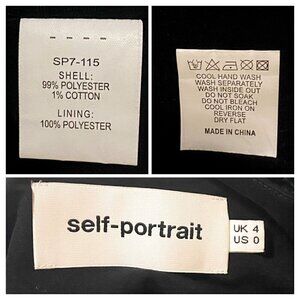 SP7-115
SHELL:
99% POLYESTER
1% COTTON
LINING:
100% POLYESTER
COOL HAND WASH
WASH SEPARATELY
WASH INSIDE OUT
DO NOT SOAK
DO NOT BLEACH
COOL IRON ON
REVERSE
DRY FLAT
MADE IN CHINA
self-portrait
UK 4
US 0